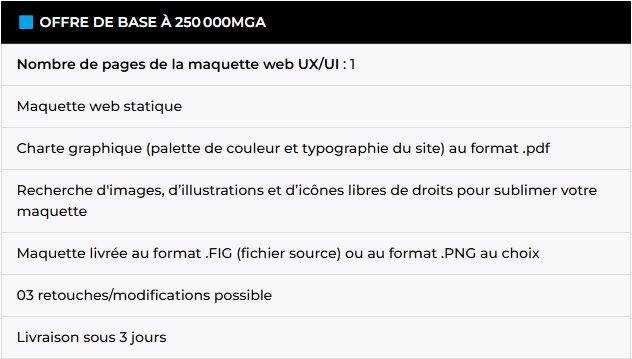 OFFRE DE BASE À 250 000MGA
Nombre de pages de la maquette web UX/UI : 1
Maquette web statique
Charte graphique (palette de couleur et typographie du site) au format .pdf
Recherche d'images, d’illustrations et d’icônes libres de droits pour sublimer votre
maquette
Maquette livrée au format .FIG (fichier source) ou au format .PNG au choix
03 retouches/modifications possible
Livraison sous 3 jours